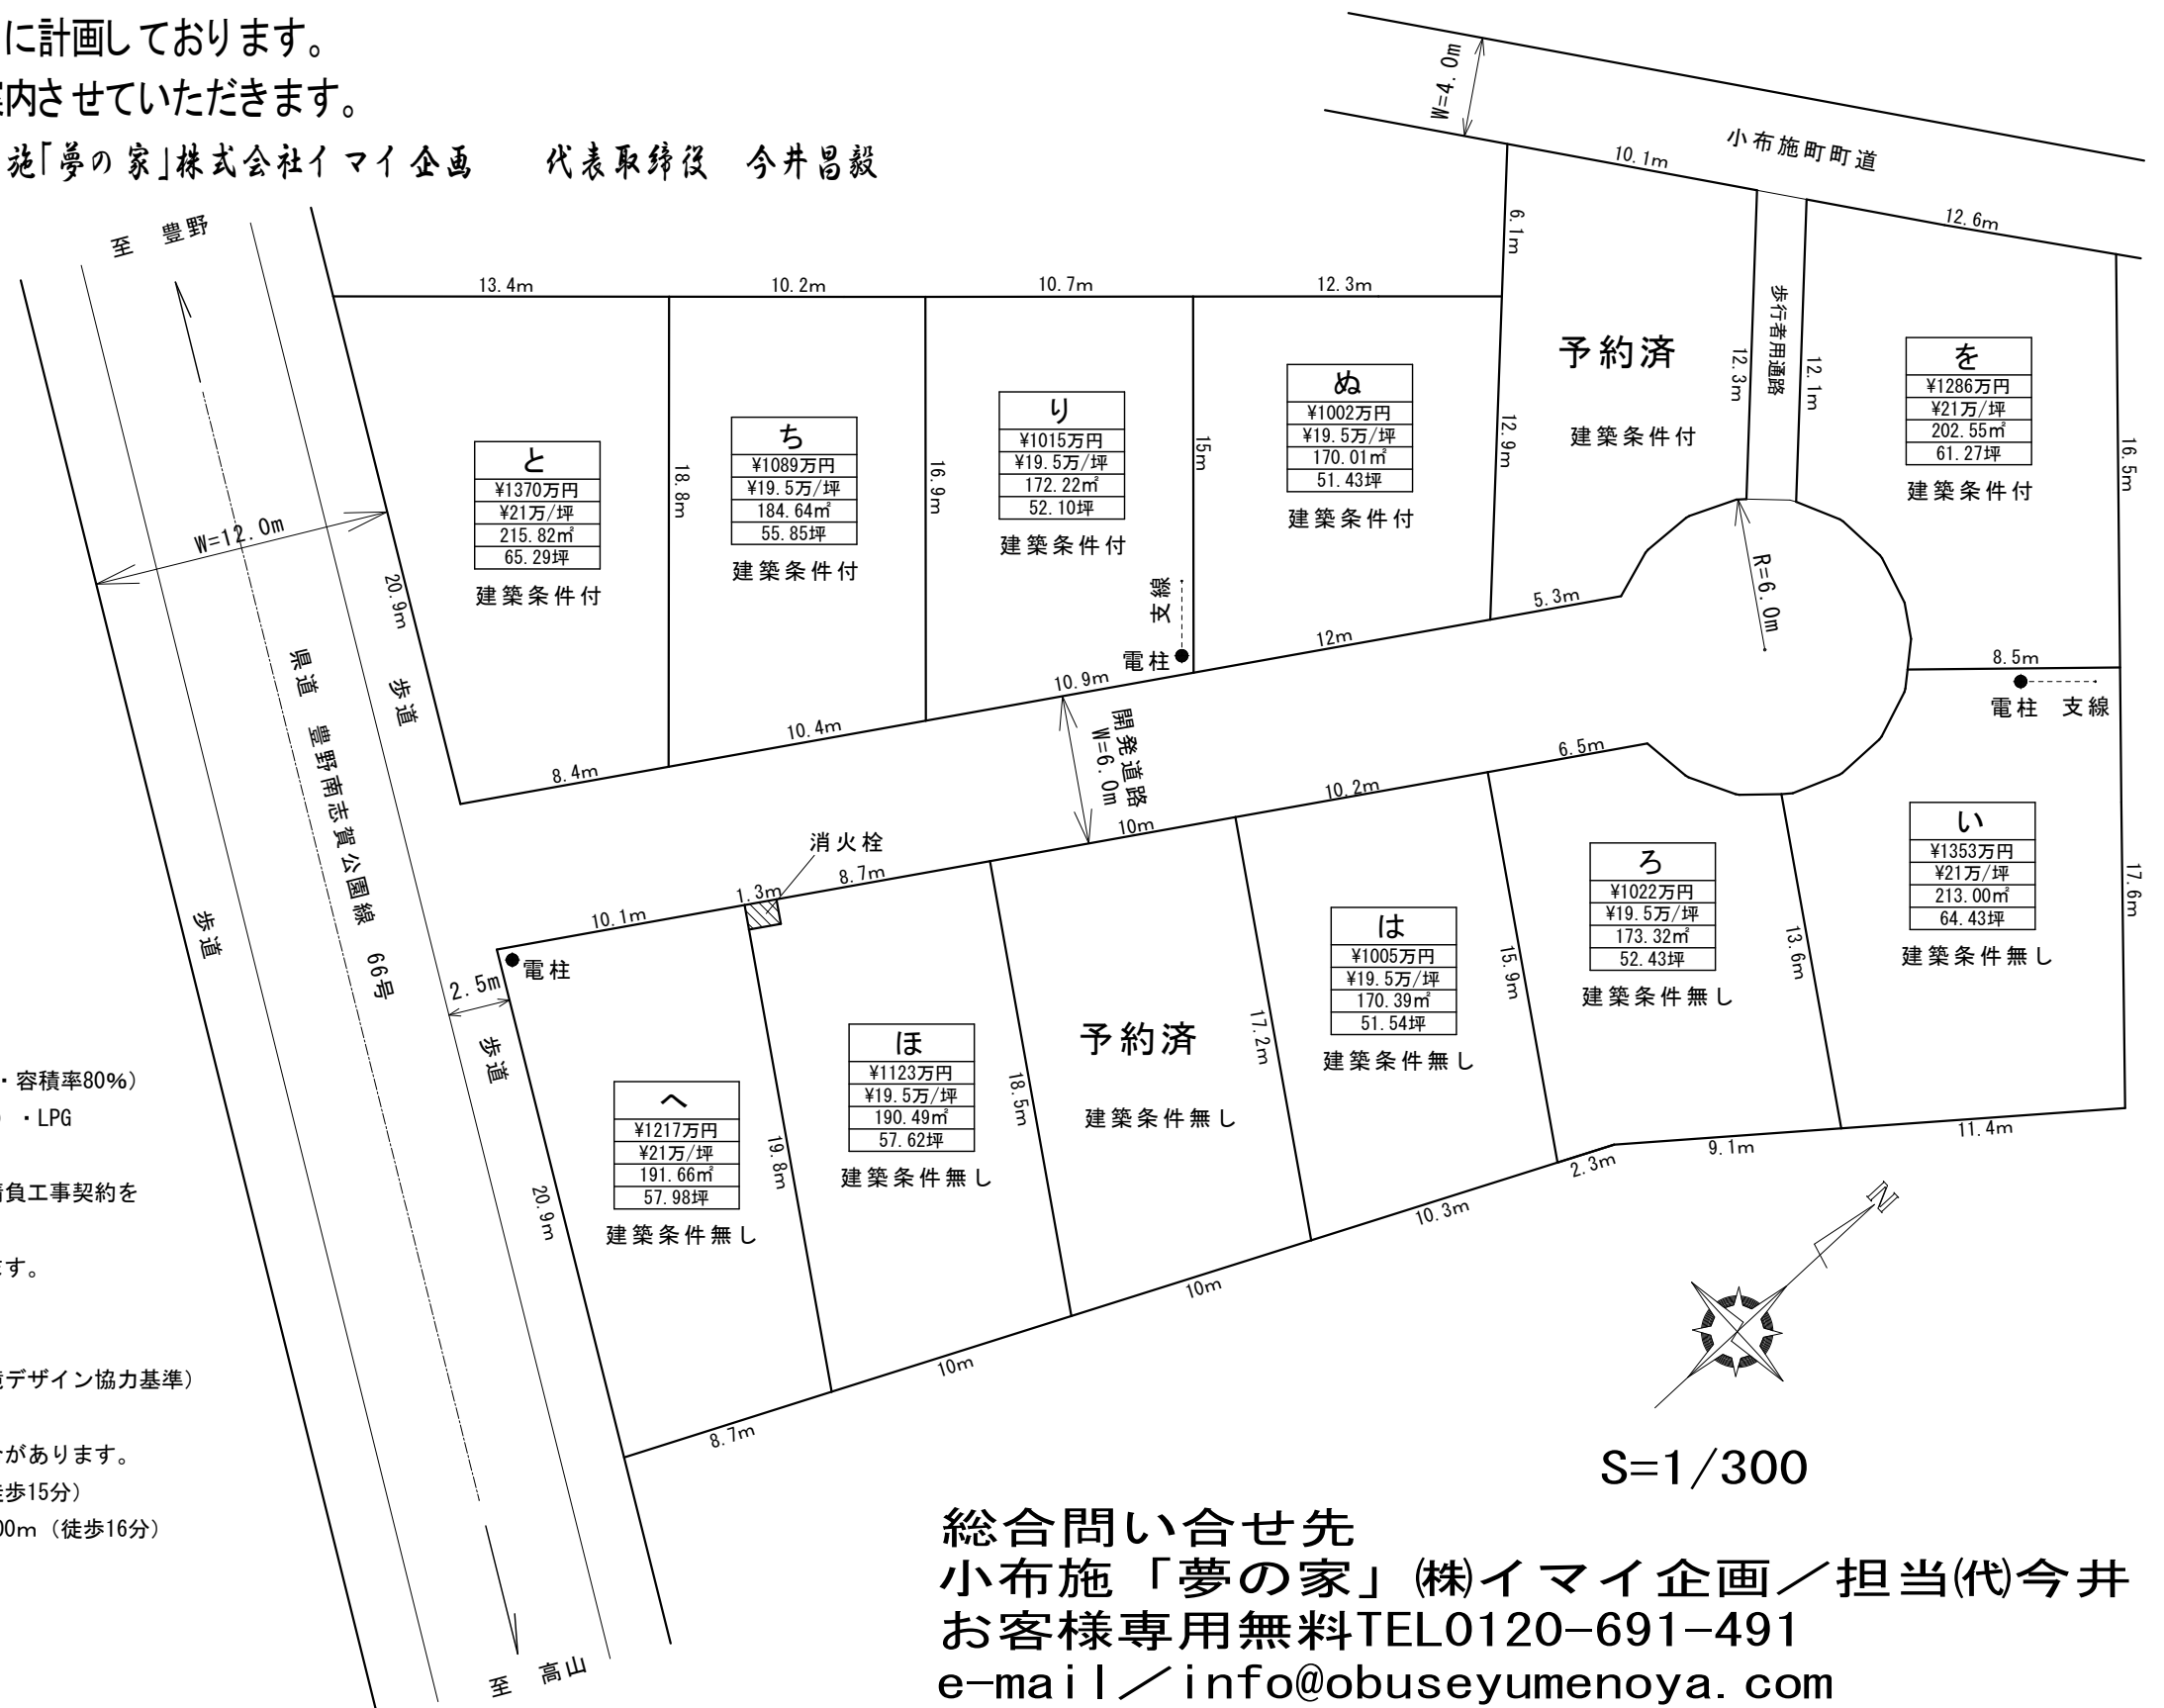 に計画しております。
案内させていただきます。
施「夢の家」株式会社イマイ企画　代表取締役　今井昌毅
至 豊野
W=12.0m
20.9m
歩道
県道　豊野南志賀公園線　66号
歩道
2.5m
歩道
20.9m
至 高山
W=4.0m
小布施町町道
10.1m
12.6m
6.1m
13.4m
10.2m
10.7m
12.3m
と
¥1370万円
¥21万/坪
215.82㎡
65.29坪
建築条件付
18.8m
ち
¥1089万円
¥19.5万/坪
184.64㎡
55.85坪
建築条件付
16.9m
り
¥1015万円
¥19.5万/坪
172.22㎡
52.10坪
建築条件付
15m
支線
電柱
ぬ
¥1002万円
¥19.5万/坪
170.01㎡
51.43坪
建築条件付
12.9m
予約済
建築条件付
12.3m
歩行者用通路
12.1m
を
¥1286万円
¥21万/坪
202.55㎡
61.27坪
建築条件付
16.5m
R=6.0m
8.5m
電柱　支線
8.4m
10.4m
10.9m
12m
5.3m
開発道路
W=6.0m
消火栓
10.1m
1.3m
8.7m
10m
10.2m
6.5m
電柱
へ
¥1217万円
¥21万/坪
191.66㎡
57.98坪
建築条件無し
19.8m
ほ
¥1123万円
¥19.5万/坪
190.49㎡
57.62坪
建築条件無し
18.5m
予約済
建築条件無し
17.2m
は
¥1005万円
¥19.5万/坪
170.39㎡
51.54坪
建築条件無し
15.9m
ろ
¥1022万円
¥19.5万/坪
173.32㎡
52.43坪
建築条件無し
13.6m
い
¥1353万円
¥21万/坪
213.00㎡
64.43坪
建築条件無し
17.6m
8.7m
10m
10m
10.3m
2.3m
9.1m
11.4m
・容積率80%）
・LPG
請負工事契約を
ます。
デザイン協力基準）
があります。
徒歩15分）
00m（徒歩16分）
N
S=1/300
総合問い合せ先
小布施「夢の家」㈱イマイ企画／担当㈹今井
お客様専用無料TEL0120-691-491
e-mail／info@obuseyumenoya.com